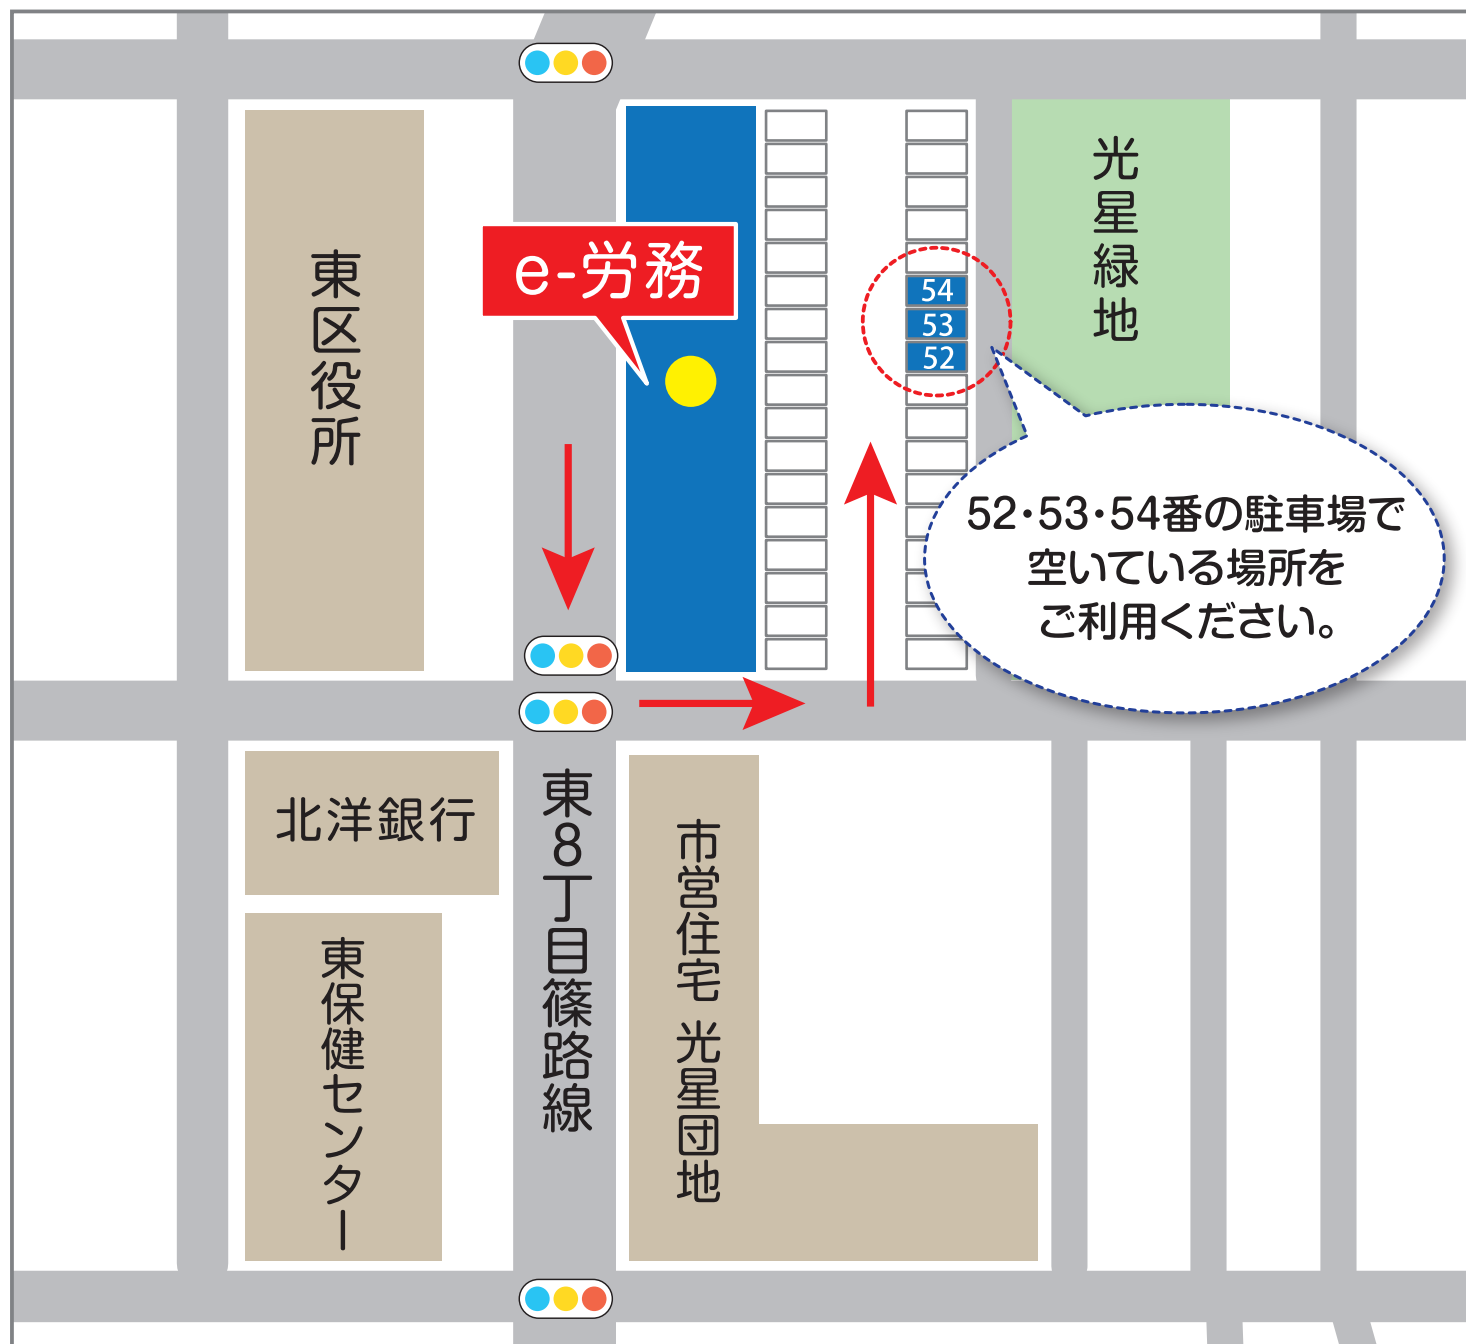 光星緑地
e-労務
東区役所
54
53
52
52・53・54番の駐車場で
空いている場所を
ご利用ください。
北洋銀行
東8丁目篠路線
市営住宅 光星団地
東保健センター